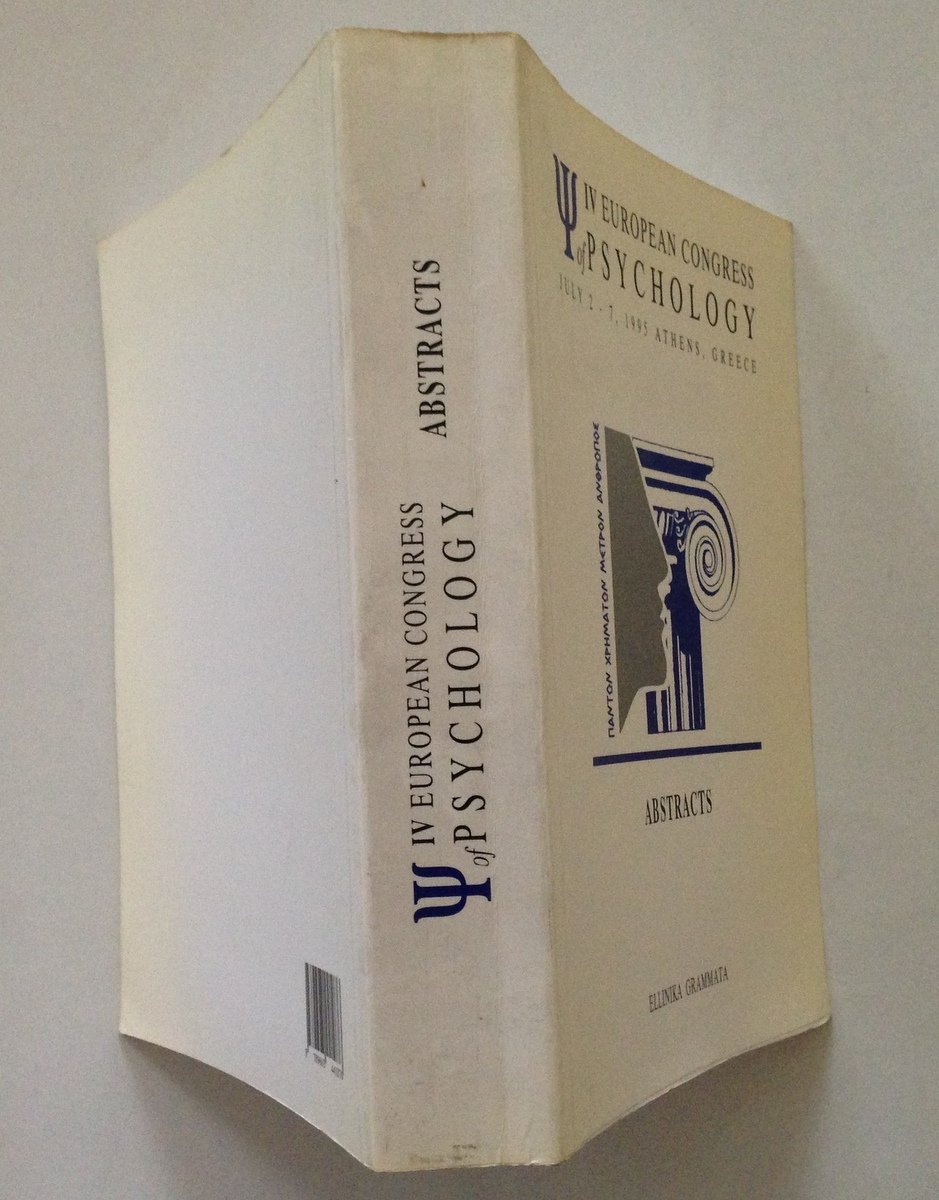 IV EUROPEAN CONGRESS
of PSYCHOLOGY
ABSTRACTS
Ψ IV EUROPEAN CONGRESS
of PSYCHOLOGY
JULY 2 - 7, 1995 ATHENS, GREECE
ΠΑΝΤΩΝ ΧΡΗΜΑΤΩΝ ΜΕΤΡΟΝ ΑΝΘΡΩΠΟΣ
ABSTRACTS
ELLINIKA GRAMMATA